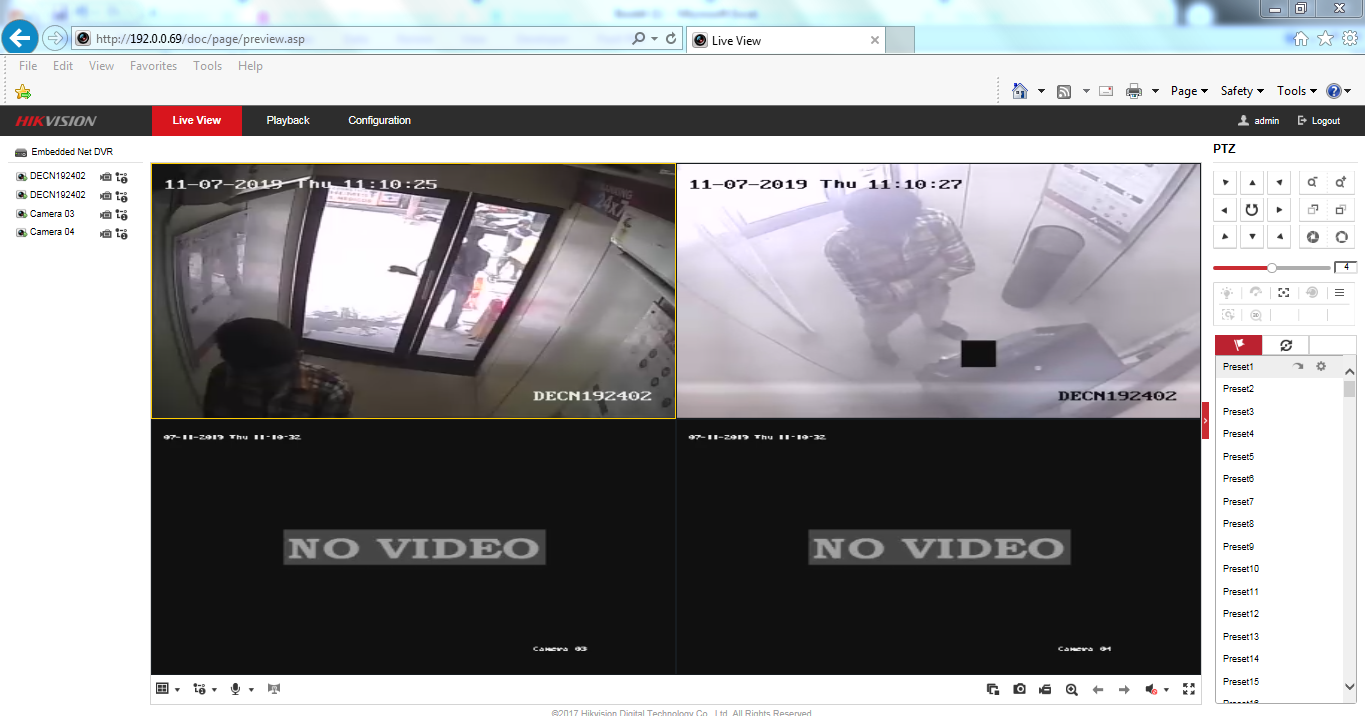 http://192.0.0.69/doc/page/preview.asp
Live View
File Edit View Favorites Tools Help
Page Safety Tools
HIKVISION
Live View Playback Configuration
admin Logout
Embedded Net DVR
DECN192402
DECN192402
Camera 03
Camera 04
11-07-2019 Thu 11:10:25
24X7
DECN192402
11-07-2019 Thu 11:10:27
DECN192402
07-11-2019 Thu 11:10:32
NO VIDEO
Camera 03
07-11-2019 Thu 11:10:32
NO VIDEO
Camera 04
PTZ
4
3D
Preset1
Preset2
Preset3
Preset4
Preset5
Preset6
Preset7
Preset8
Preset9
Preset10
Preset11
Preset12
Preset13
Preset14
Preset15
Preset16
©2017 Hikvision Digital Technology Co., Ltd. All Rights Reserved.